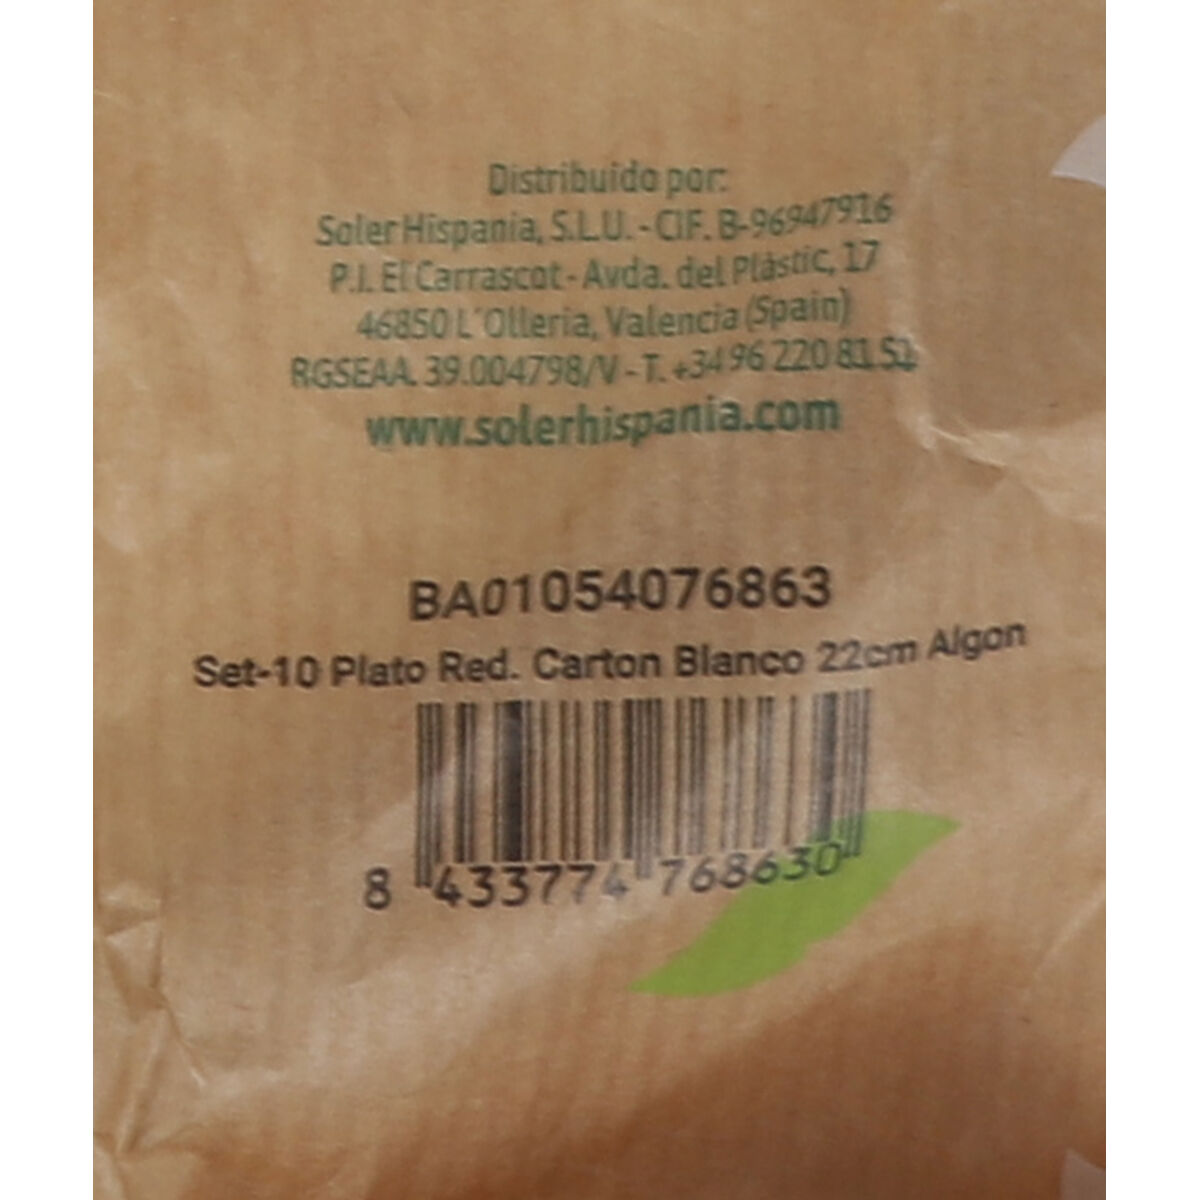 Distribuido por:
Soler Hispania, S.L.U. - CIF. B-96947916
P.I. El Carrascot - Avda. del Plàstic, 17
46850 L´Olleria, Valencia (Spain)
RGSEAA. 39.004798/V - T. +34 96 220 81 51
www.solerhispania.com
BA01054076863
Set-10 Plato Red. Carton Blanco 22cm Algon
8 433774 768630